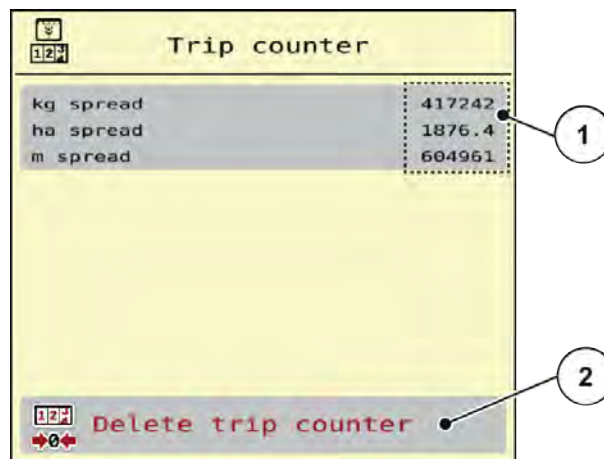 Trip counter
kg spread 417242
ha spread 1876.4
m spread 604961
1
Delete trip counter
2